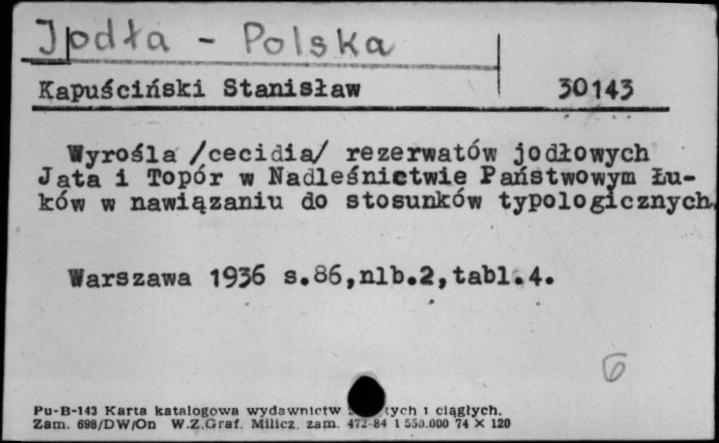 Jodła - Polska
Kapuściński Stanisław 30143
Wyrośla /cecidia/ rezerwatów jodłowych
Jata i Topór w Nadleśnictwie Państwowym Łu-
ków w nawiązaniu do stosunków typologicznych.
Warszawa 1936 s.86,nlb.2,tabl.4.
6
Pu-B-143 Karta katalogowa wydawnictw tych i ciągłych.
Zam. 698/DW/On W.Z.Graf. Milicz. zam. 472-84 1 550.000 74 X 120